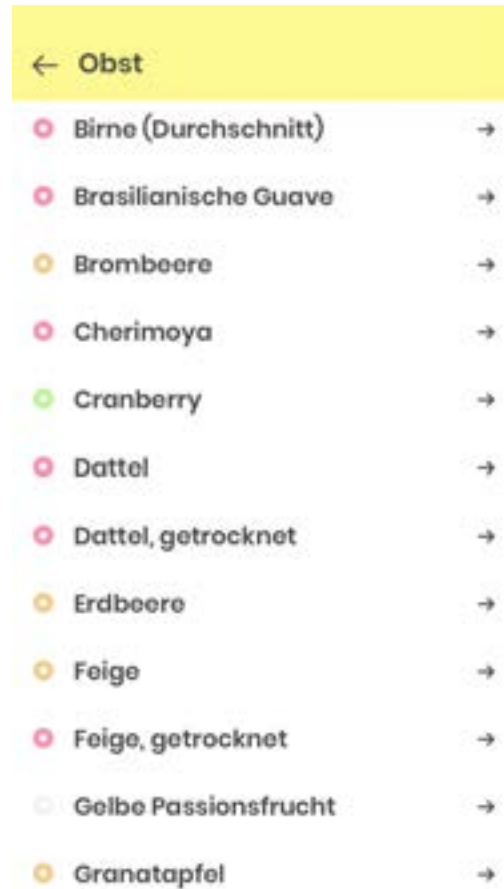 ← Obst
Birne (Durchschnitt) →
Brasilianische Guave →
Brombeere →
Cherimoya →
Cranberry →
Dattel →
Dattel, getrocknet →
Erdbeere →
Feige →
Feige, getrocknet →
Gelbe Passionsfrucht →
Granatapfel →